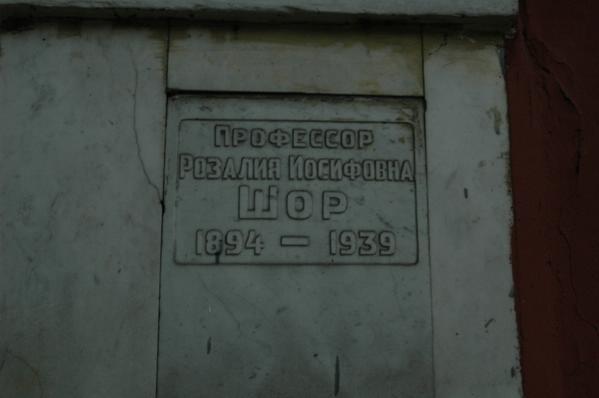 Профессор
Розалия Иосифовна
Шор
1894 — 1939